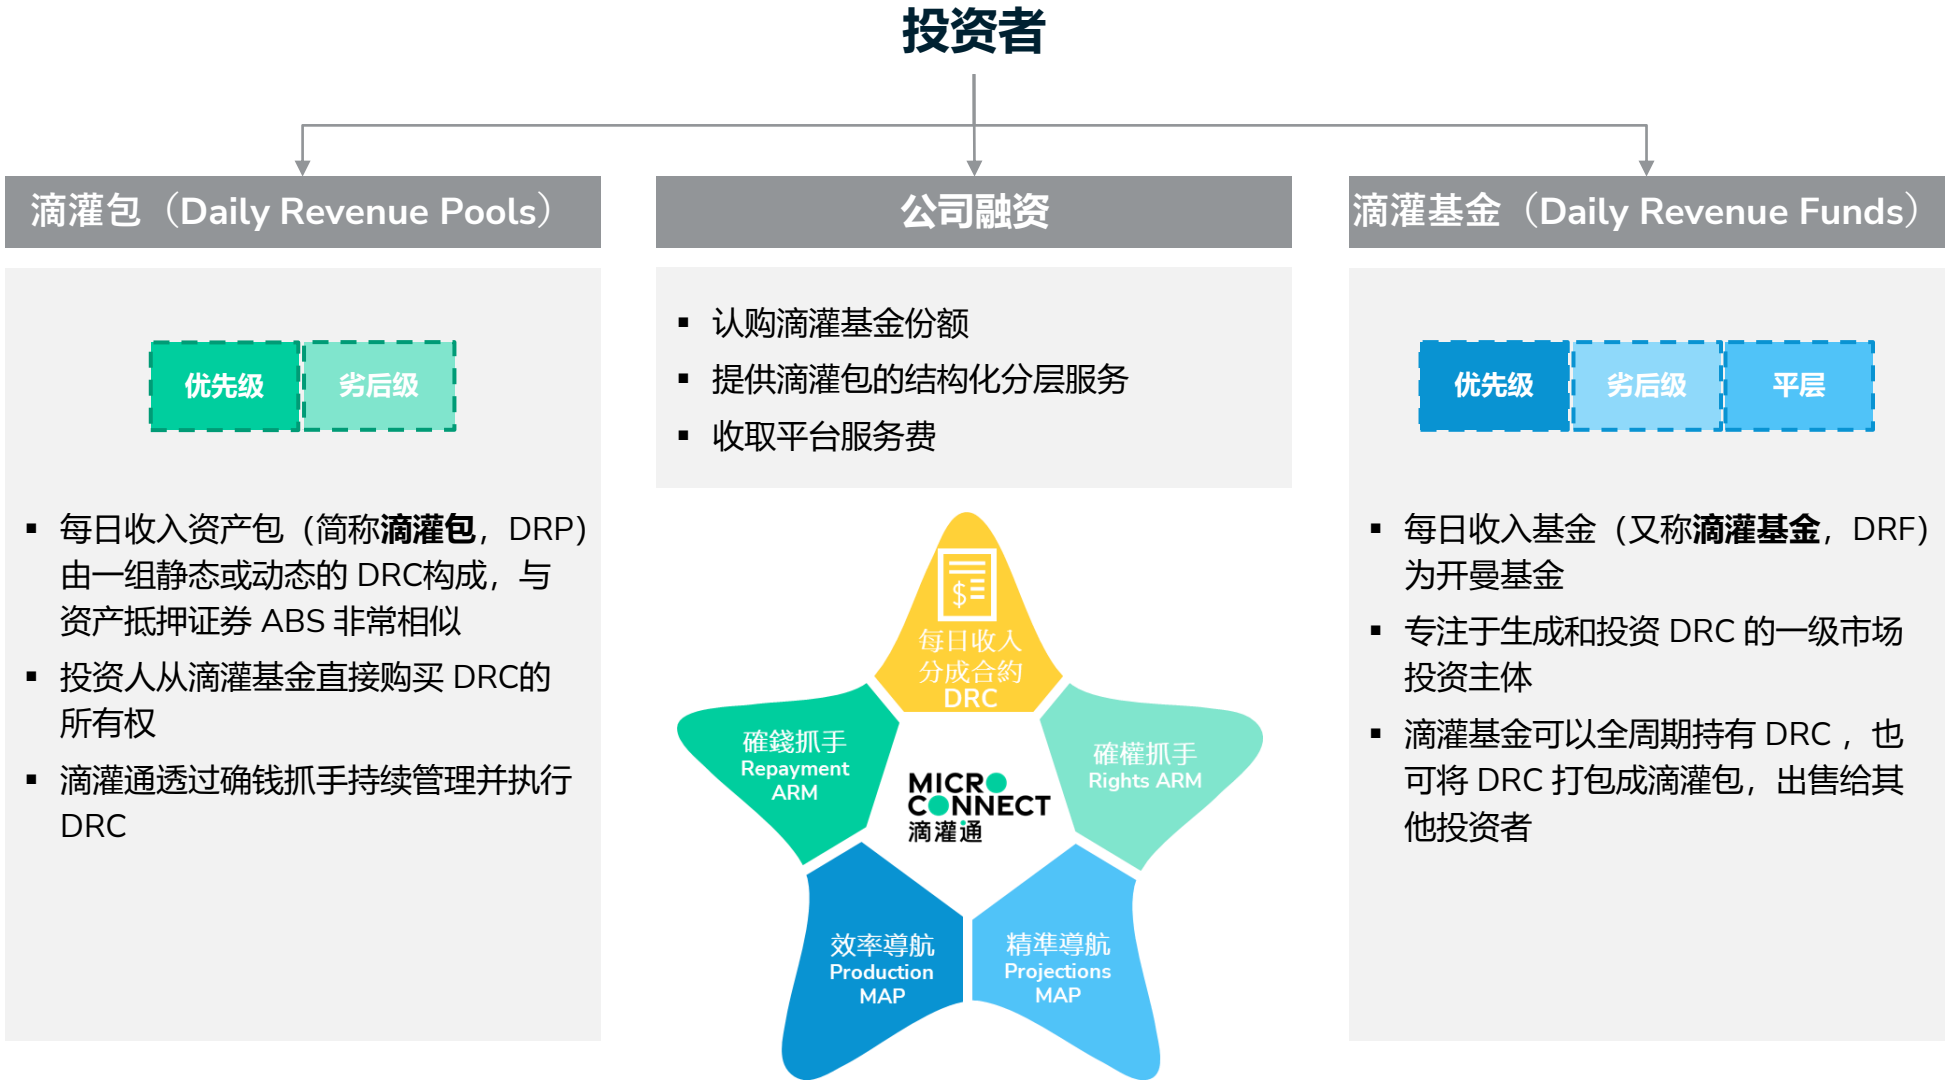 投资者
滴灌包（Daily Revenue Pools）
优先级
劣后级
▪ 每日收入资产包（简称滴灌包，DRP）
由一组静态或动态的 DRC构成，与
资产抵押证券 ABS 非常相似
▪ 投资人从滴灌基金直接购买 DRC的
所有权
▪ 滴灌通透过确钱抓手持续管理并执行
DRC
公司融资
▪ 认购滴灌基金份额
▪ 提供滴灌包的结构化分层服务
▪ 收取平台服务费
$
每日收入
分成合約
DRC
確錢抓手
Repayment
ARM
確權抓手
Rights ARM
MICRO
CONNECT
滴灌通
效率導航
Production
MAP
精準導航
Projections
MAP
滴灌基金（Daily Revenue Funds）
优先级
劣后级
平层
▪ 每日收入基金（又称滴灌基金，DRF）
为开曼基金
▪ 专注于生成和投资 DRC 的一级市场
投资主体
▪ 滴灌基金可以全周期持有 DRC ，也
可将 DRC 打包成滴灌包，出售给其
他投资者